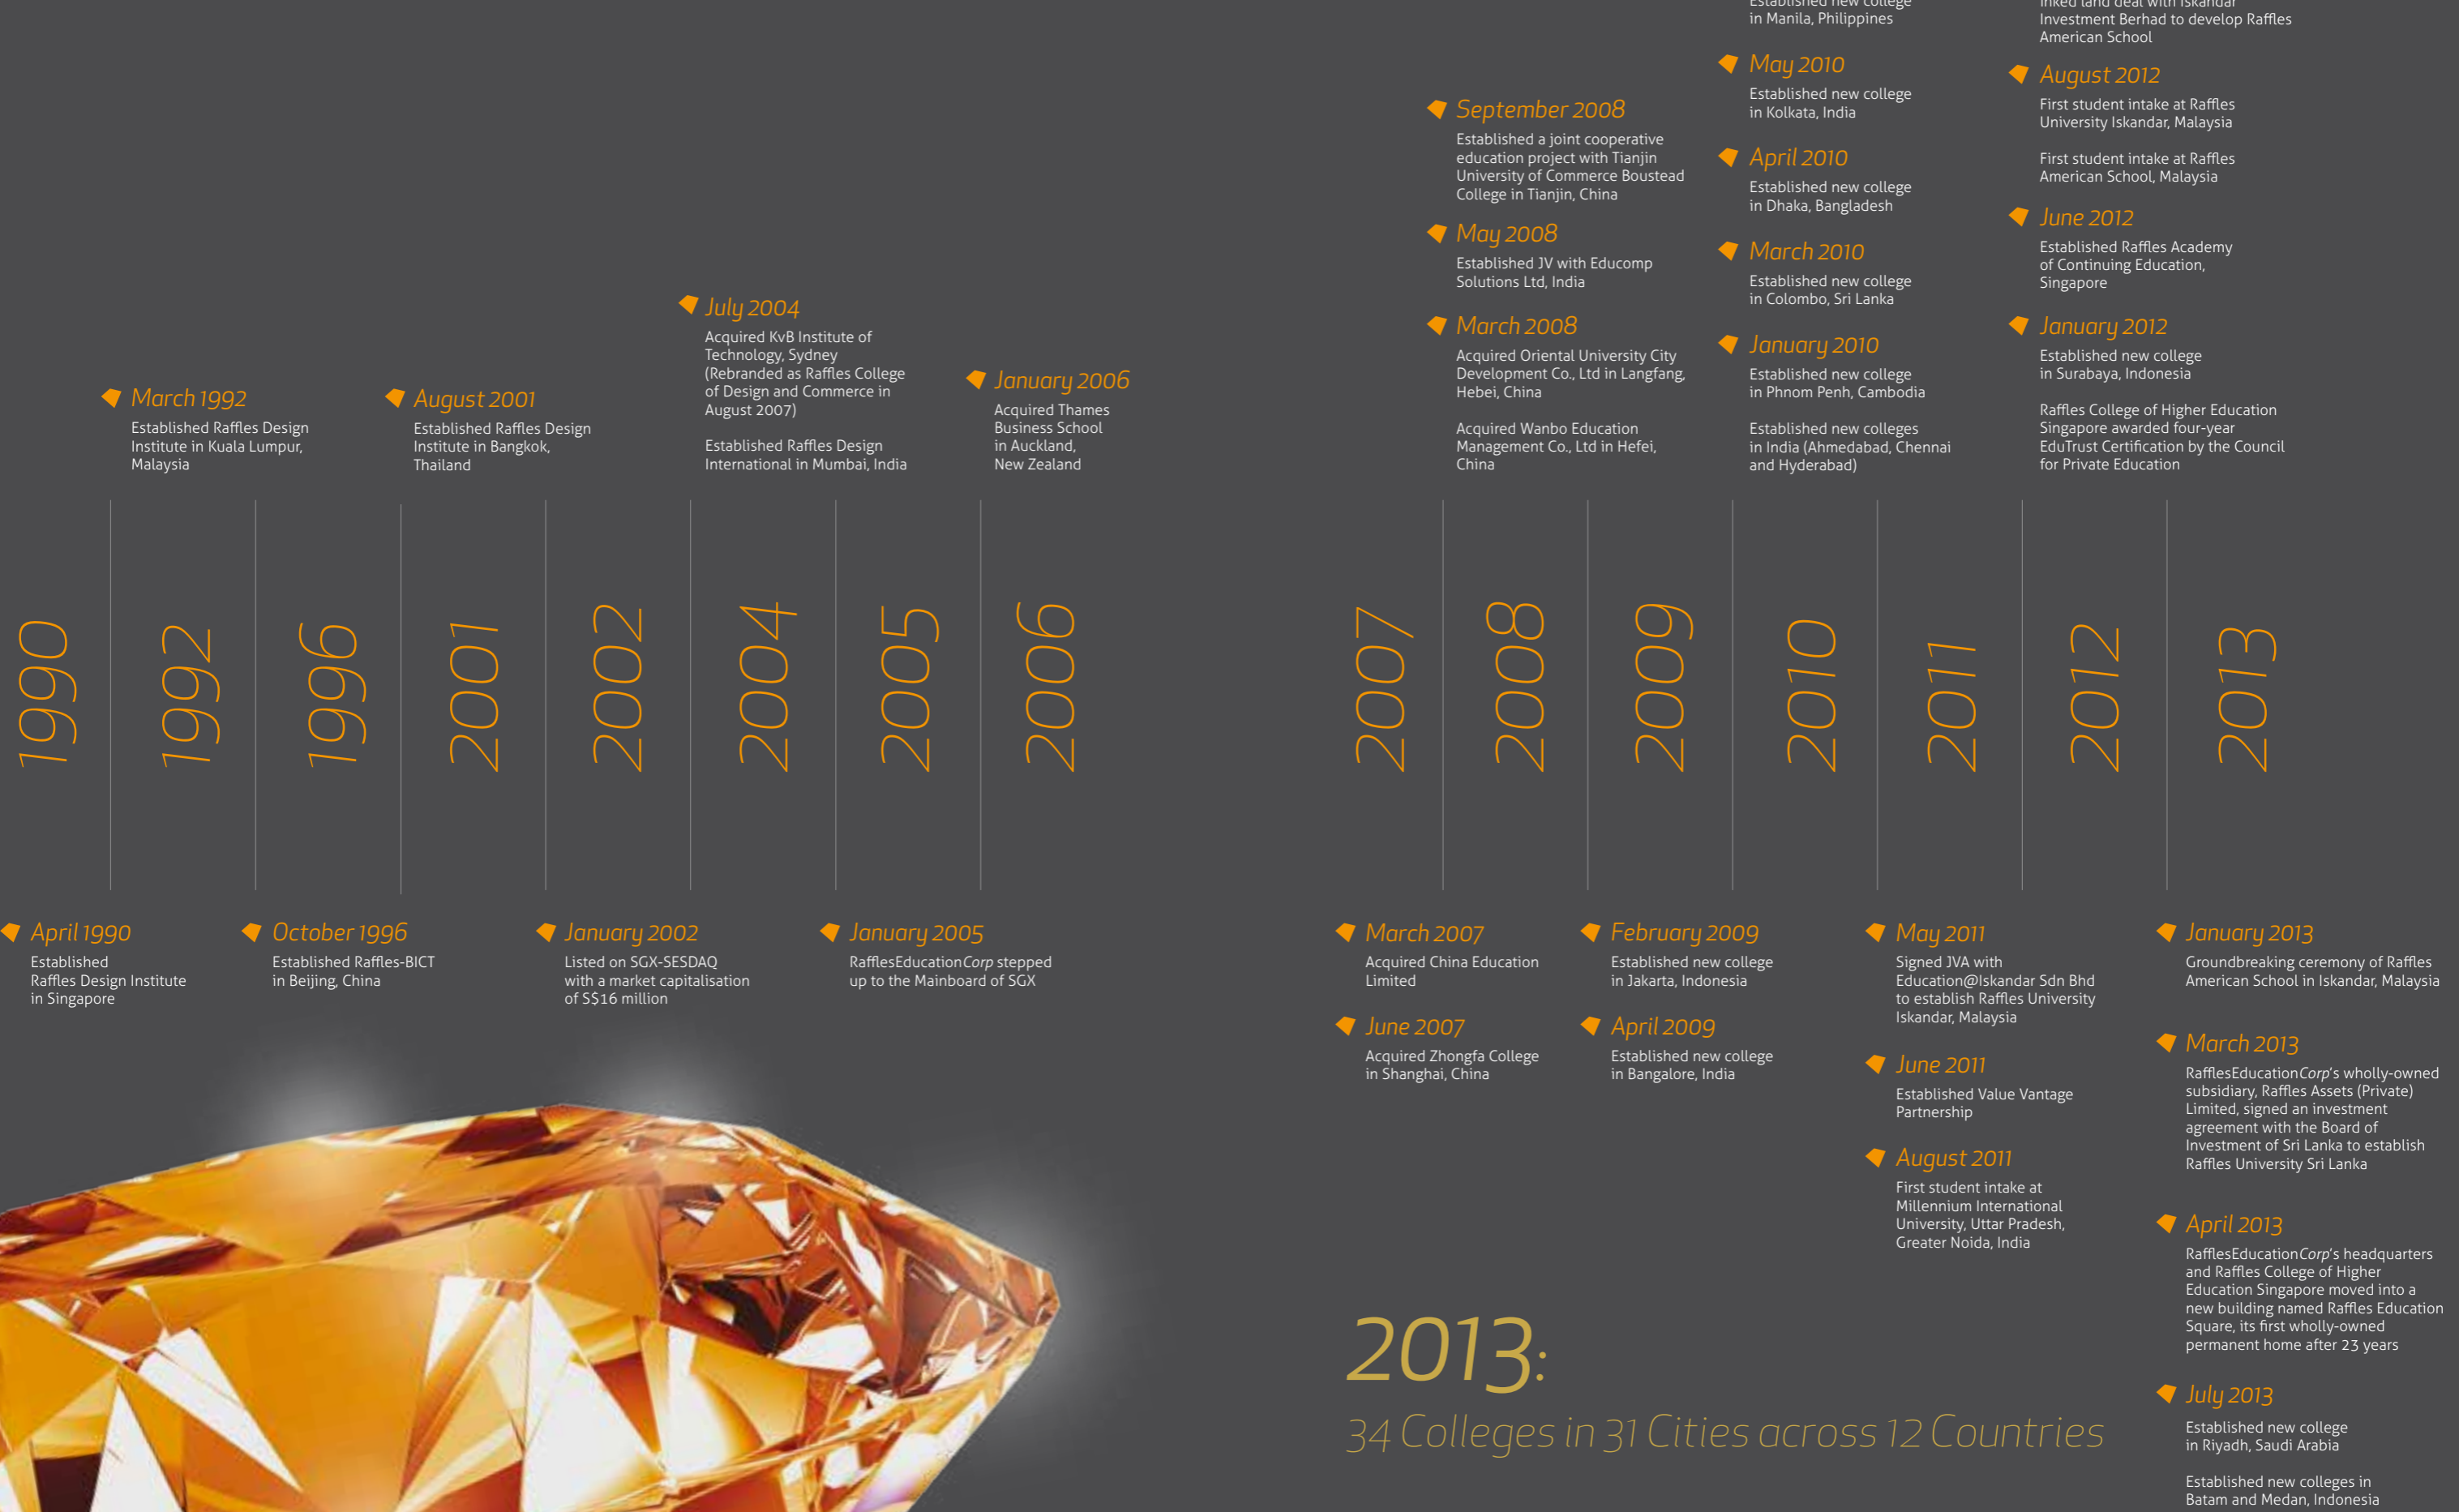 Established new college
in Manila, Philippines
May 2010
Established new college
in Kolkata, India
April 2010
Established new college
in Dhaka, Bangladesh
March 2010
Established new college
in Colombo, Sri Lanka
January 2010
Established new college
in Phnom Penh, Cambodia
Established new colleges
in India (Ahmedabad, Chennai
and Hyderabad)
Inked land deal with Iskandar
Investment Berhad to develop Raffles
American School
August 2012
First student intake at Raffles
University Iskandar, Malaysia
First student intake at Raffles
American School, Malaysia
June 2012
Established Raffles Academy
of Continuing Education,
Singapore
January 2012
Established new college
in Surabaya, Indonesia
Raffles College of Higher Education
Singapore awarded four-year
EduTrust Certification by the Council
for Private Education
September 2008
Established a joint cooperative
education project with Tianjin
University of Commerce Boustead
College in Tianjin, China
May 2008
Established JV with Educomp
Solutions Ltd, India
March 2008
Acquired Oriental University City
Development Co., Ltd in Langfang,
Hebei, China
Acquired Wanbo Education
Management Co., Ltd in Hefei,
China
July 2004
Acquired KvB Institute of
Technology, Sydney
(Rebranded as Raffles College
of Design and Commerce in
August 2007)
Established Raffles Design
International in Mumbai, India
January 2006
Acquired Thames
Business School
in Auckland,
New Zealand
March 1992
Established Raffles Design
Institute in Kuala Lumpur,
Malaysia
August 2001
Established Raffles Design
Institute in Bangkok,
Thailand
1990
1992
1996
2001
2002
2004
2005
2006
2007
2008
2009
2010
2011
2012
2013
April 1990
Established
Raffles Design Institute
in Singapore
October 1996
Established Raffles-BICT
in Beijing, China
January 2002
Listed on SGX-SESDAQ
with a market capitalisation
of S$16 million
January 2005
RafflesEducationCorp stepped
up to the Mainboard of SGX
March 2007
Acquired China Education
Limited
June 2007
Acquired Zhongfa College
in Shanghai, China
February 2009
Established new college
in Jakarta, Indonesia
April 2009
Established new college
in Bangalore, India
May 2011
Signed JVA with
Education@Iskandar Sdn Bhd
to establish Raffles University
Iskandar, Malaysia
June 2011
Established Value Vantage
Partnership
August 2011
First student intake at
Millennium International
University, Uttar Pradesh,
Greater Noida, India
January 2013
Groundbreaking ceremony of Raffles
American School in Iskandar, Malaysia
March 2013
RafflesEducationCorp's wholly-owned
subsidiary, Raffles Assets (Private)
Limited, signed an investment
agreement with the Board of
Investment of Sri Lanka to establish
Raffles University Sri Lanka
April 2013
RafflesEducationCorp's headquarters
and Raffles College of Higher
Education Singapore moved into a
new building named Raffles Education
Square, its first wholly-owned
permanent home after 23 years
July 2013
Established new college
in Riyadh, Saudi Arabia
Established new colleges in
Batam and Medan, Indonesia
2013:
34 Colleges in 31 Cities across 12 Countries